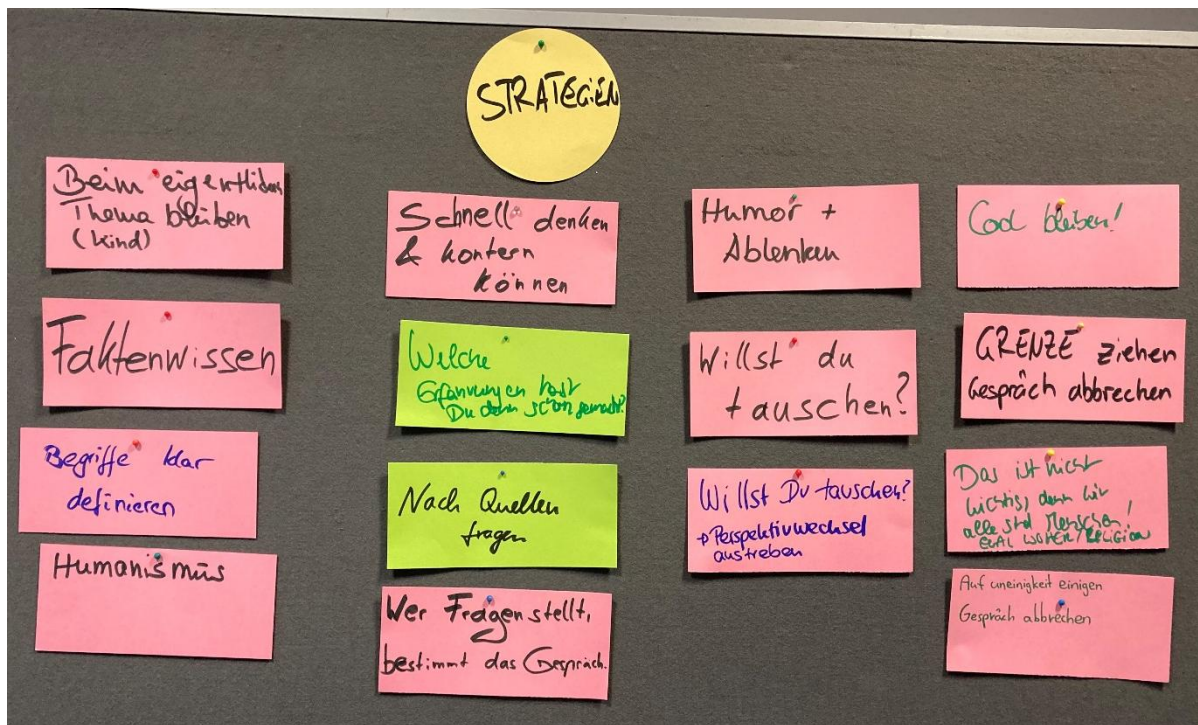 STRATEGIEN
Beim eigentlichen
Thema bleiben
(Kind)
Faktenwissen
Begriffe klar
definieren
Humanismus
Schnell denken
& kontern
können
Welche
Erfahrungen hast
Du denn schon gemacht?
Nach Quellen
fragen
Wer Fragen stellt,
bestimmt das Gespräch.
Humor +
Ablenken
Willst du
tauschen?
Willst Du tauschen?
→ Perspektivwechsel
anstreben
Cool bleiben!
GRENZE ziehen
Gespräch abbrechen
Das ist nicht
wichtig, denn wir
alle sind Menschen!
EGAL WOHER/RELIGION
Auf uneinigkeit einigen
Gespräch abbrechen